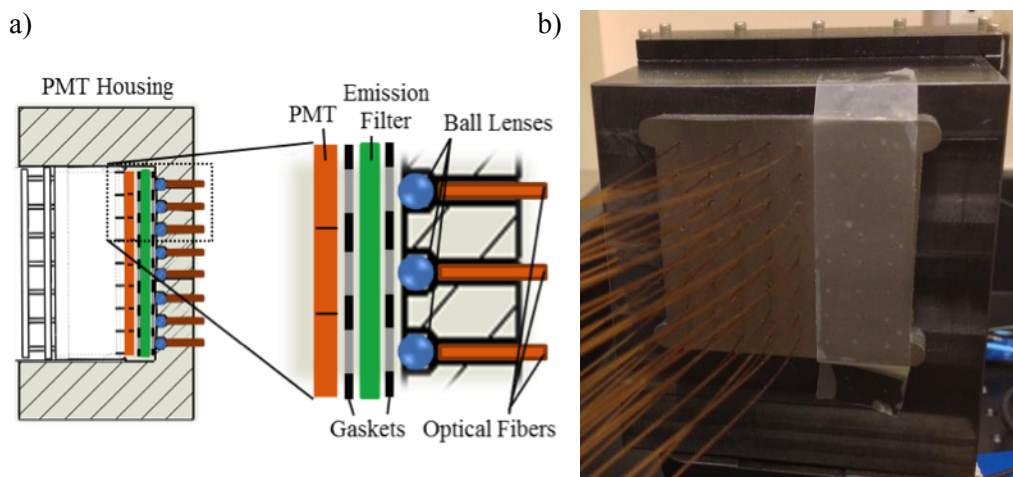 a)
b)
PMT Housing
PMT
Emission
Filter
Ball Lenses
Gaskets
Optical Fibers